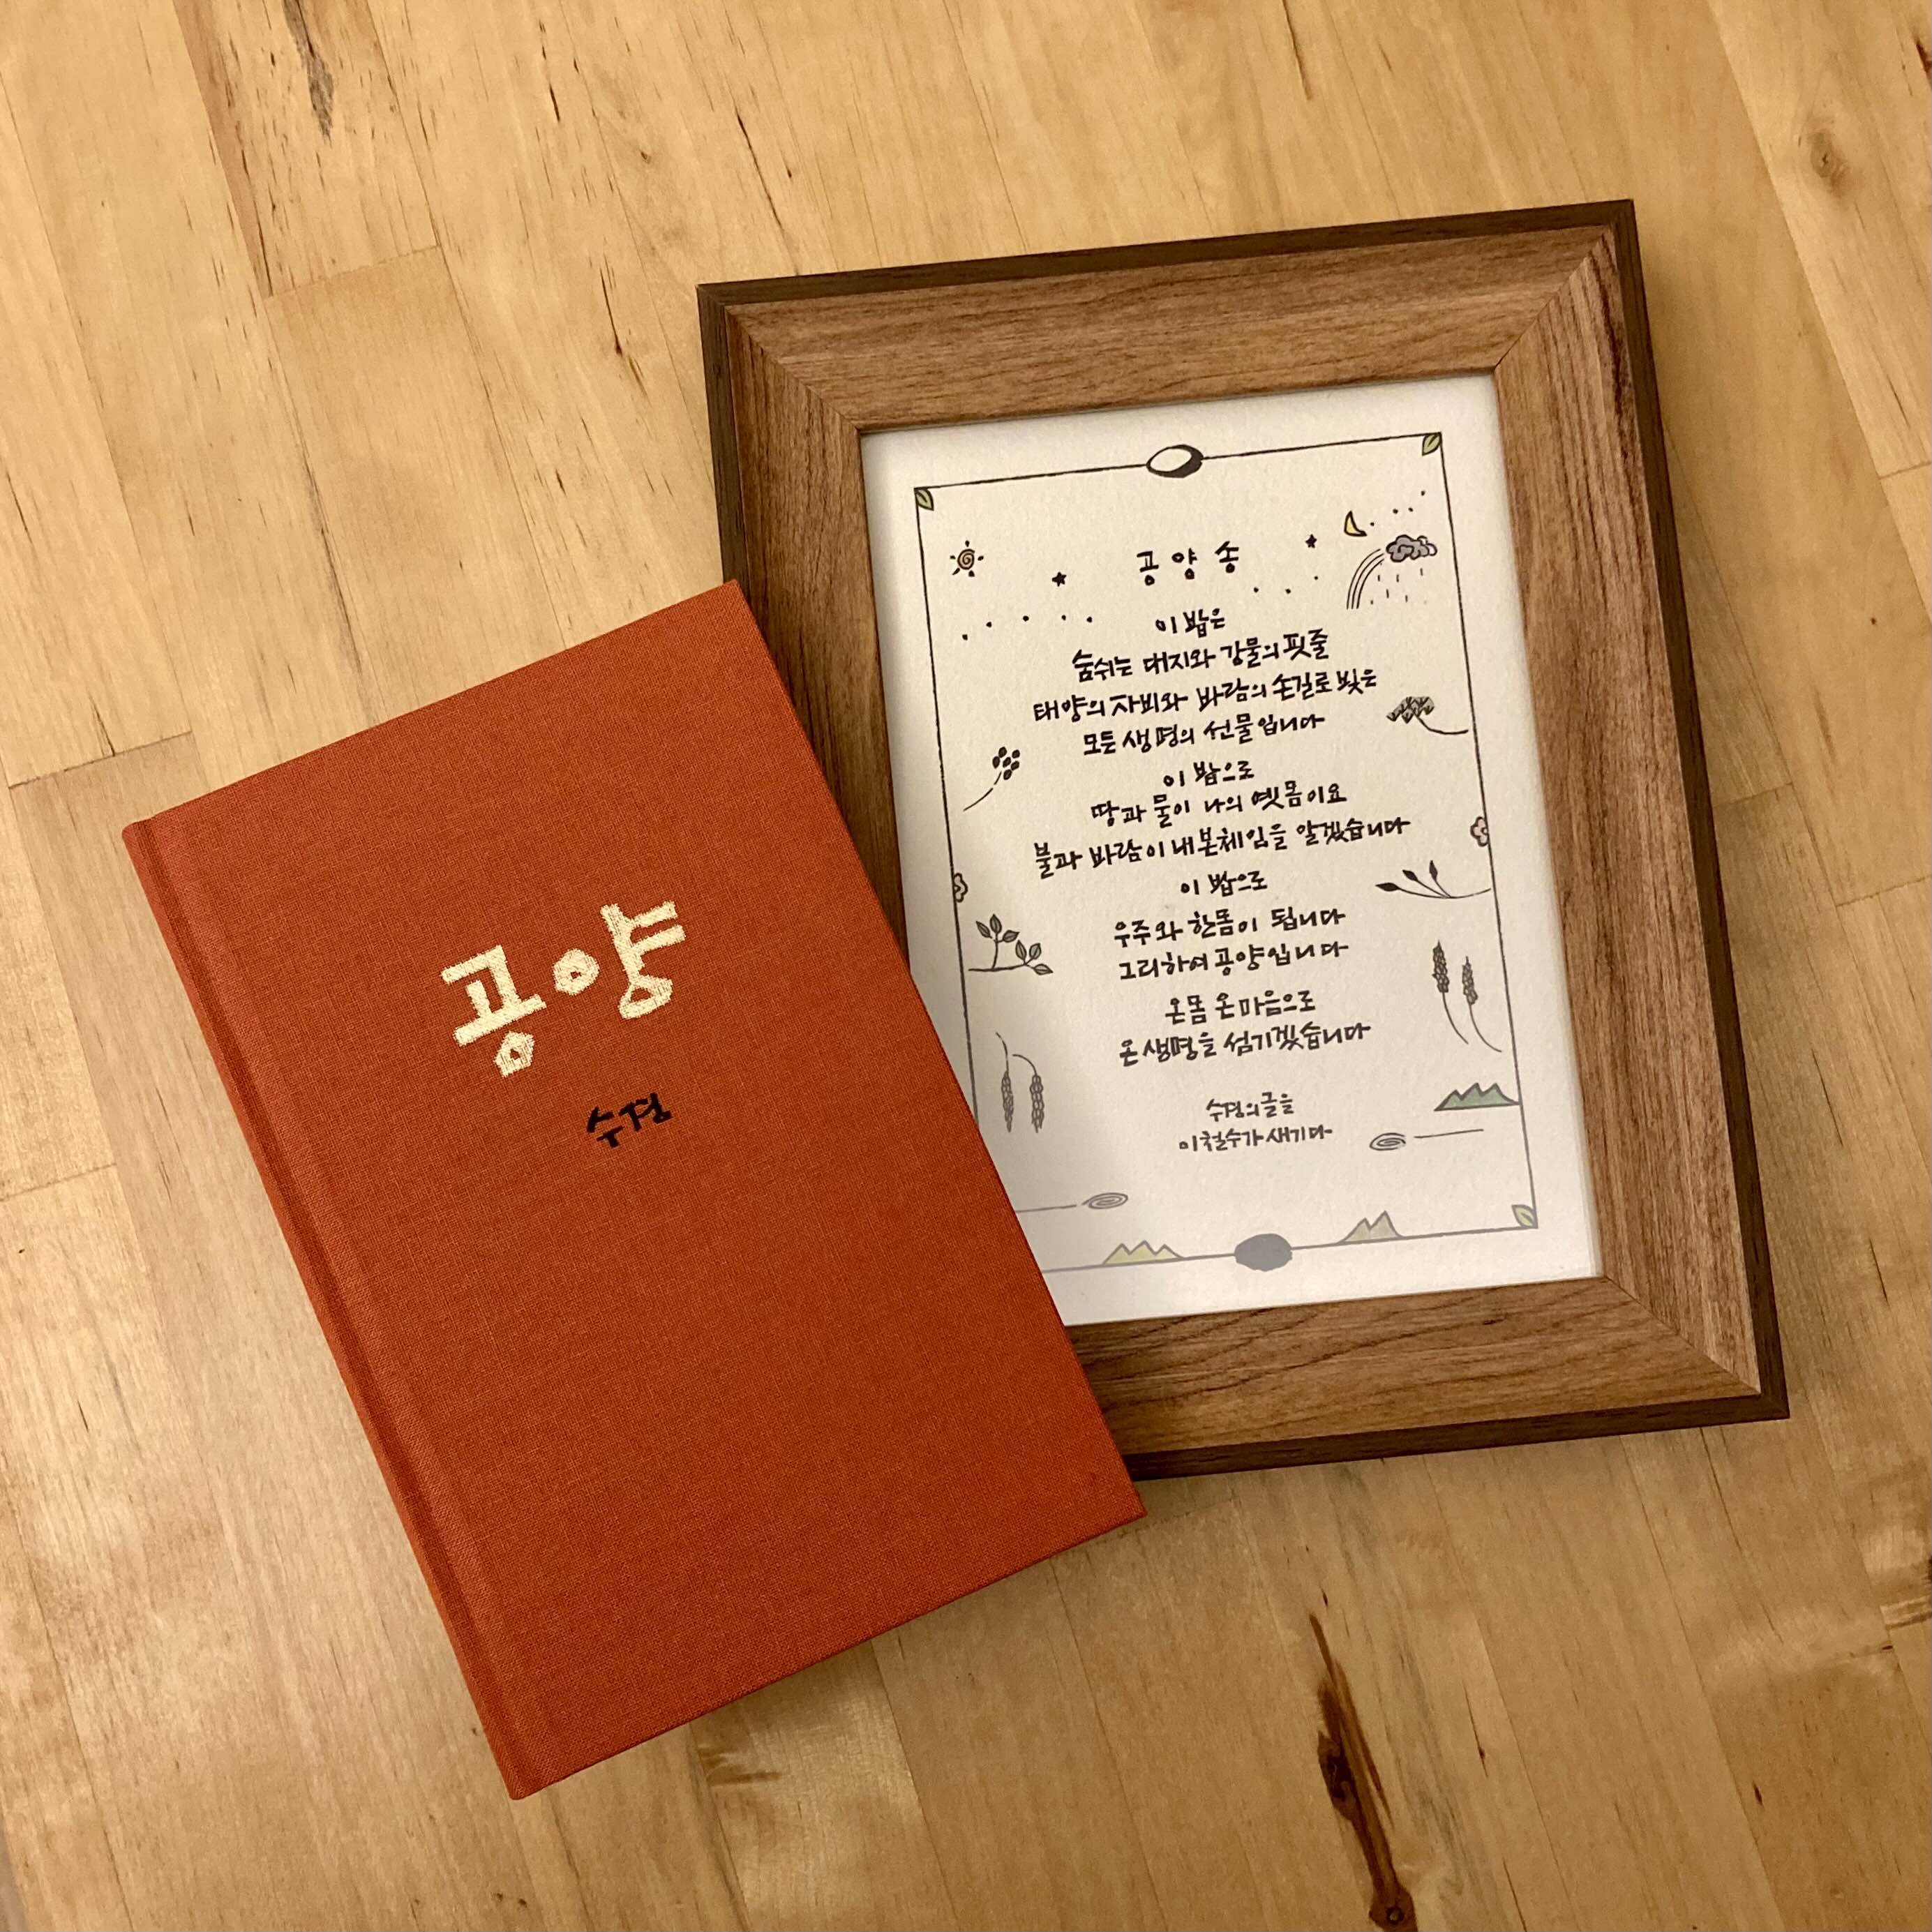 공양
수경
공양송
이 밥은
숨쉬는 대지와 강물의 핏줄
태양의 자비와 바람의 손길로 빚은
모든 생명의 선물입니다
이 밥으로
땅과 물이 나의 옛몸이요
불과 바람이 내 본체임을 알겠습니다
이 밥으로
우주와 한몸이 됩니다
그리하여 공양입니다
온몸 온 마음으로
온 생명을 섬기겠습니다
수경의 글을
이철수가 새기다